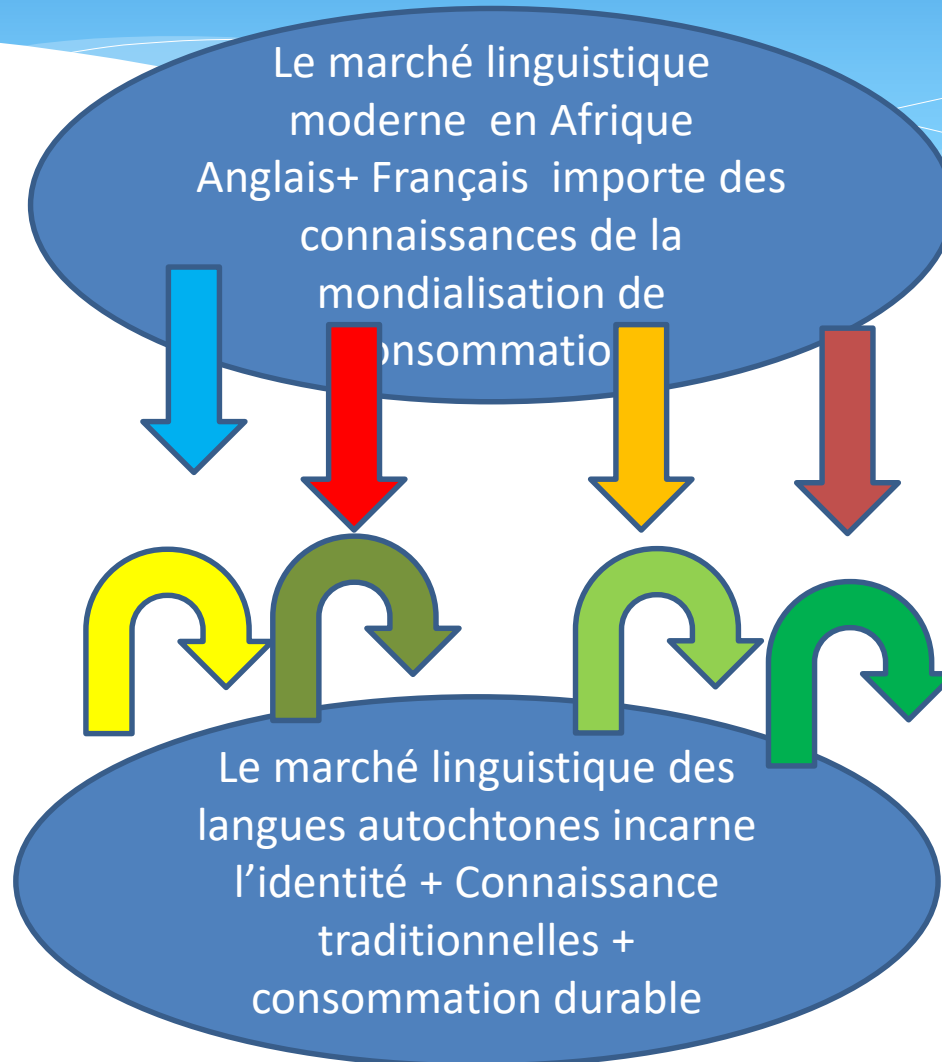 Le marché linguistique
moderne en Afrique
Anglais+ Français importe des
connaissances de la
mondialisation de
onsommatio
Le marché linguistique des
langues autochtones incarne
l’identité + Connaissance
traditionnelles +
consommation durable